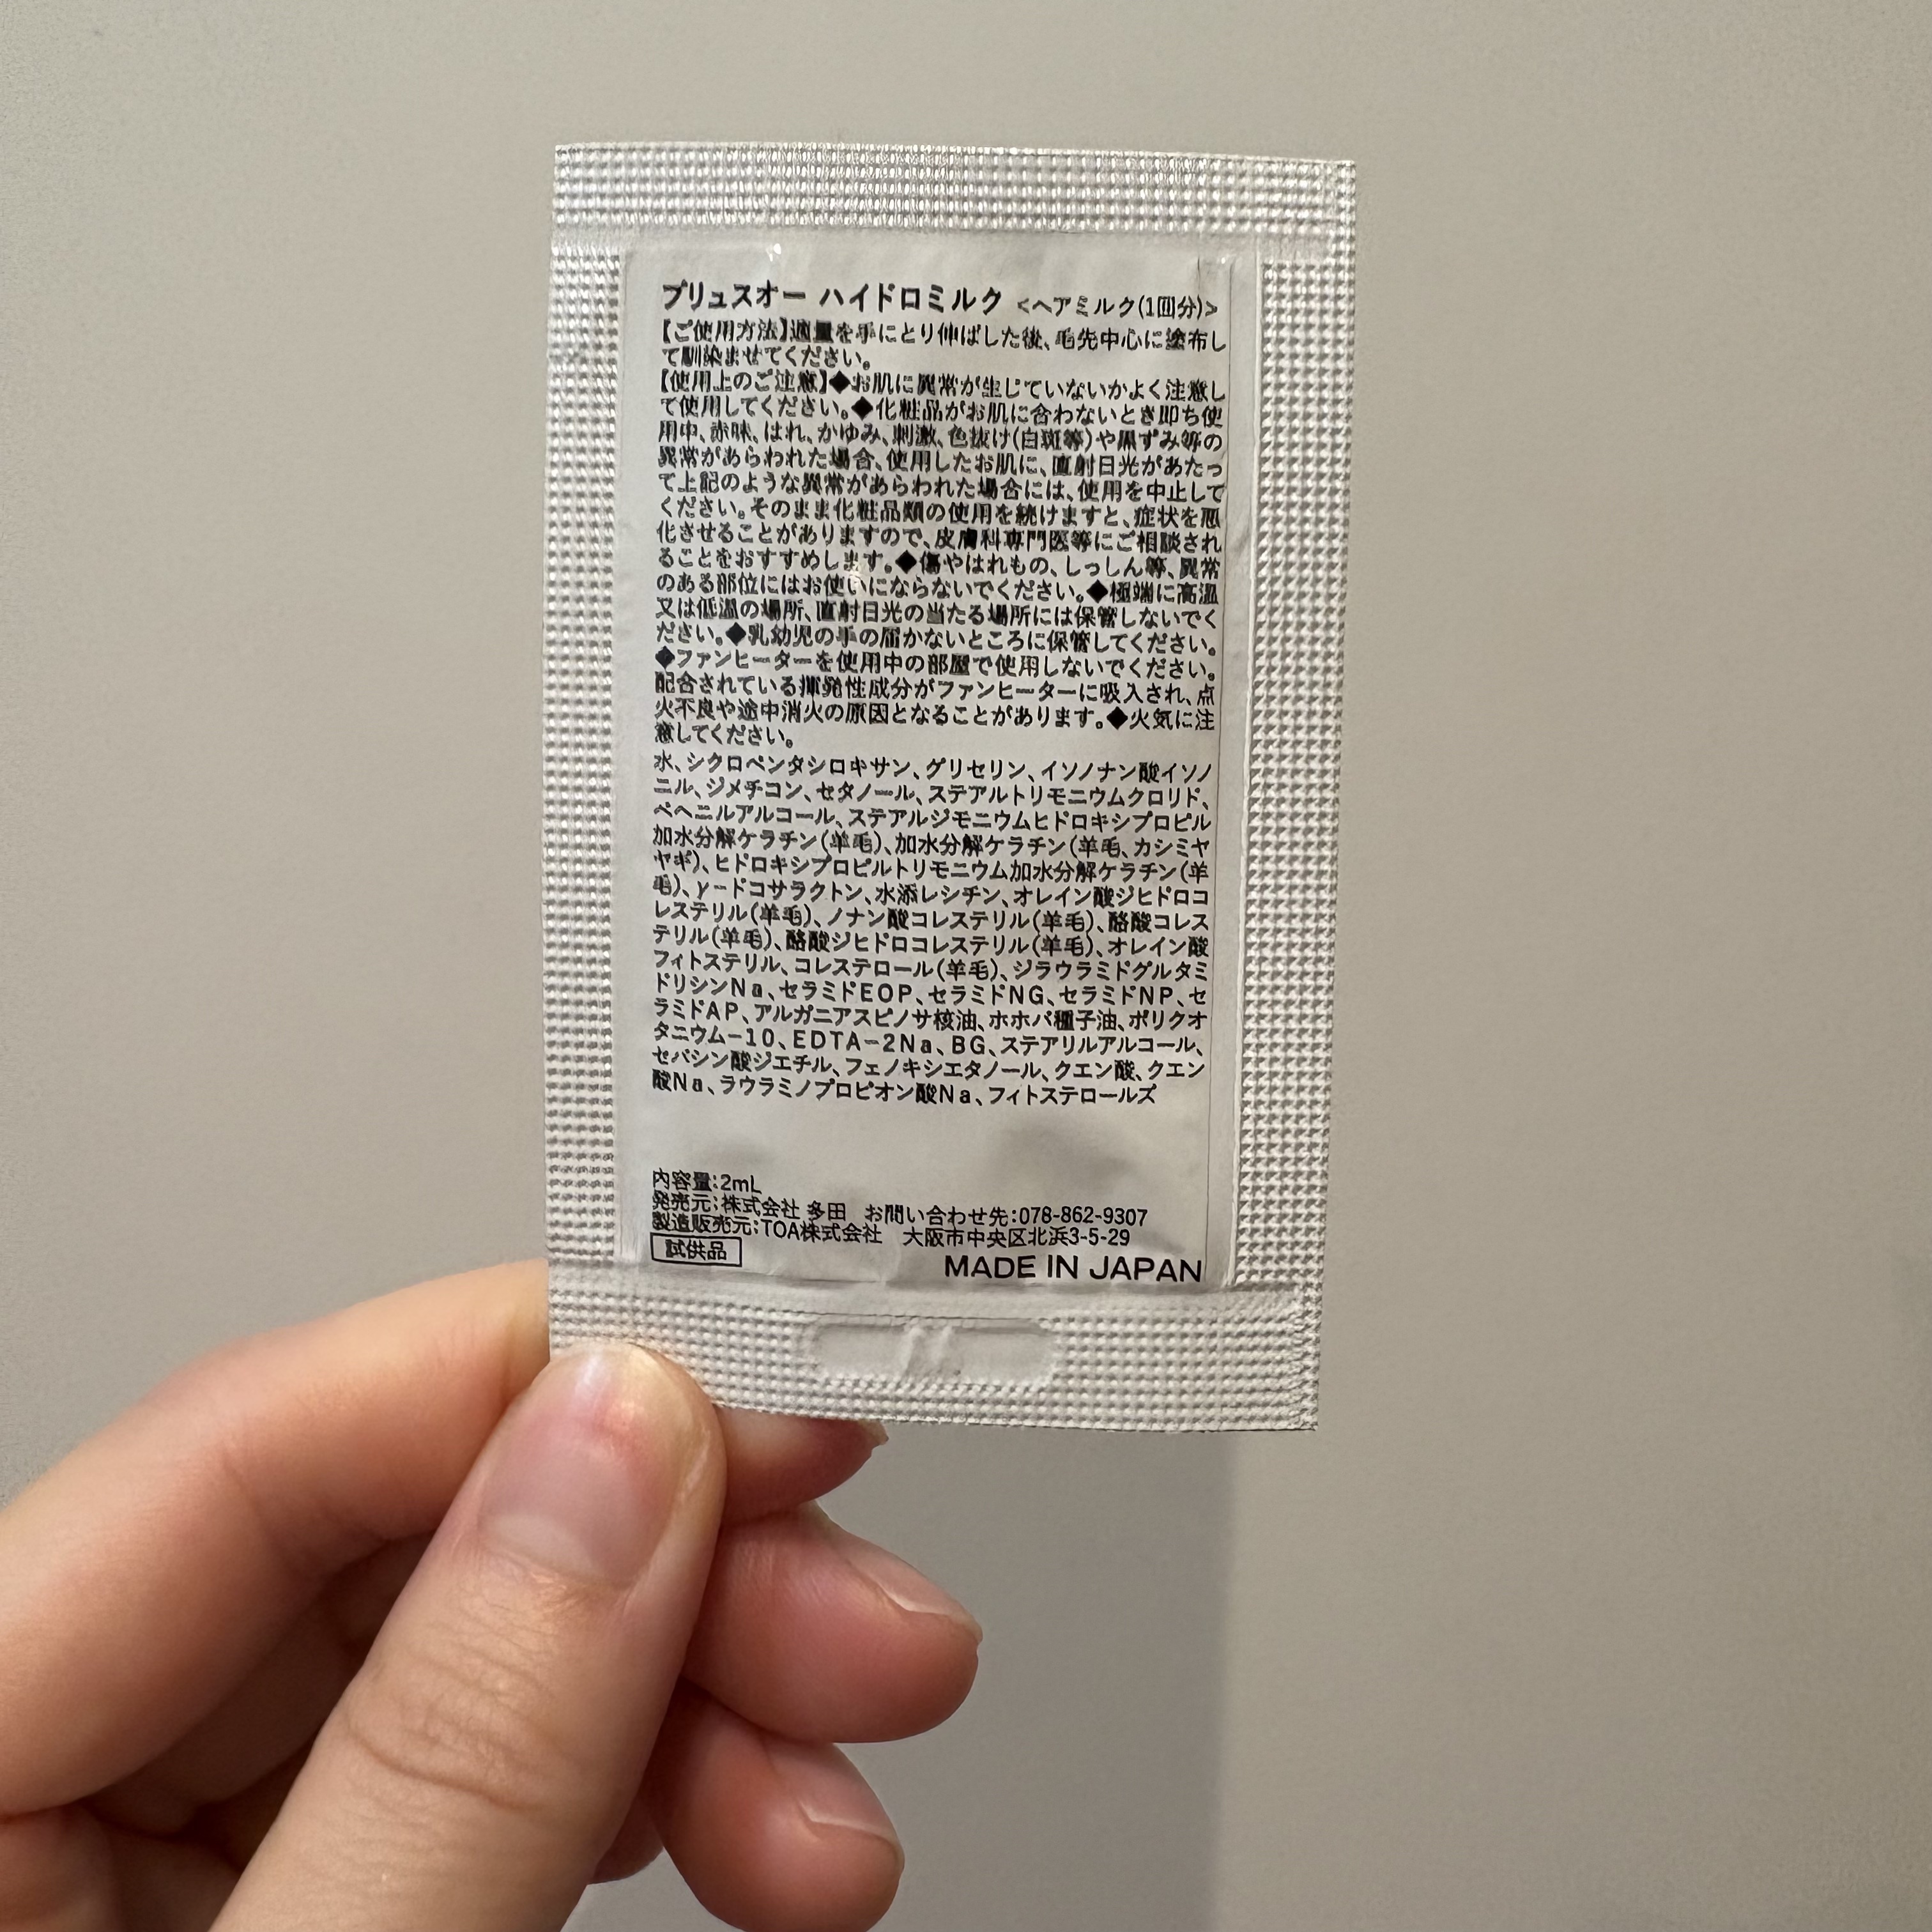 プリュスオー ハイドロミルク <ヘアミルク(1回分)>
【ご使用方法】適量を手にとり伸ばした後、毛先中心に塗布し
て馴染ませてください。
【使用上のご注意】◆お肌に異常が生じていないかよく注意し
て使用してください。◆化粧品がお肌に合わないとき即ち使
用中、赤味、はれ、かゆみ、刺激、色抜け(白斑等)や黒ずみ等の
異常があらわれた場合、使用したお肌に、直射日光があたっ
て上記のような異常があらわれた場合には、使用を中止して
ください。そのまま化粧品類の使用を続けますと、症状を悪
化させることがありますので、皮膚科専門医等にご相談され
ることをおすすめします。◆傷やはれもの、しっしん等、異常
のある部位にはお使いにならないでください。◆極端に高温
又は低温の場所、直射日光の当たる場所には保管しないでく
ださい。◆乳幼児の手の届かないところに保管してください。
◆ファンヒーターを使用中の部屋で使用しないでください。
配合されている揮発性成分がファンヒーターに吸入され、点
火不良や途中消火の原因となることがあります。◆火気に注
意してください。
水、シクロペンタシロキサン、グリセリン、イソノナン酸イソノ
ニル、ジメチコン、セタノール、ステアルトリモニウムクロリド、
ベヘニルアルコール、ステアルジモニウムヒドロキシプロピル
加水分解ケラチン(羊毛)、加水分解ケラチン(羊毛、カシミヤ
ヤギ)、ヒドロキシプロピルトリモニウム加水分解ケラチン(羊
毛)、γ－ドコサラクトン、水添レシチン、オレイン酸ジヒドロコ
レステリル(羊毛)、ノナン酸コレステリル(羊毛)、酪酸コレス
テリル(羊毛)、酪酸ジヒドロコレステリル(羊毛)、オレイン酸
フィトステリル、コレステロール(羊毛)、ジラウラミドグルタミ
ドリシンNa、セラミドEOP、セラミドNG、セラミドNP、セ
ラミドAP、アルガニアスピノサ核油、ホホバ種子油、ポリクオ
タニウム－10、EDTA－2Na、BG、ステアリルアルコール、
セバシン酸ジエチル、フェノキシエタノール、クエン酸、クエン
酸Na、ラウラミノプロピオン酸Na、フィトステロールズ
内容量:2mL
発売元:株式会社 多田 お問い合わせ先:078-862-9307
製造販売元:TOA株式会社 大阪市中央区北浜3-5-29
試供品
MADE IN JAPAN